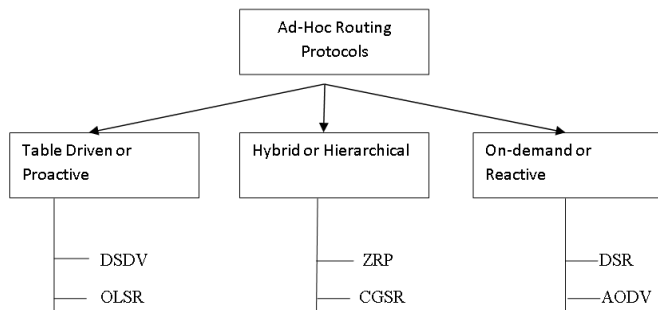 Ad-Hoc Routing
Protocols
Table Driven or
Proactive
Hybrid or Hierarchical
On-demand or
Reactive
DSDV
OLSR
ZRP
CGSR
DSR
AODV